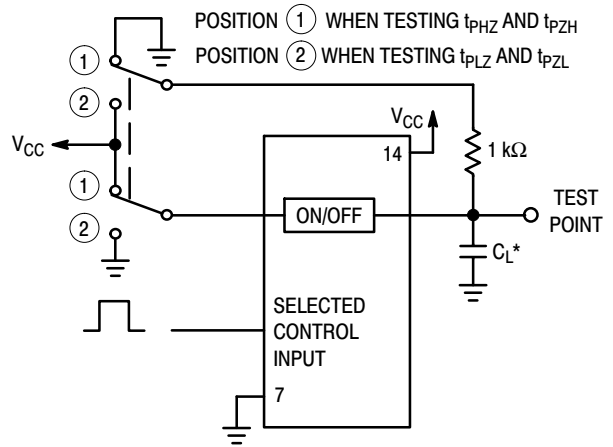 POSITION 1 WHEN TESTING tPHZ AND tPZH
POSITION 2 WHEN TESTING tPLZ AND tPZL
1
2
VCC
1
2
VCC
14
1 kΩ
ON/OFF
TEST
POINT
CL*
SELECTED
CONTROL
INPUT
7